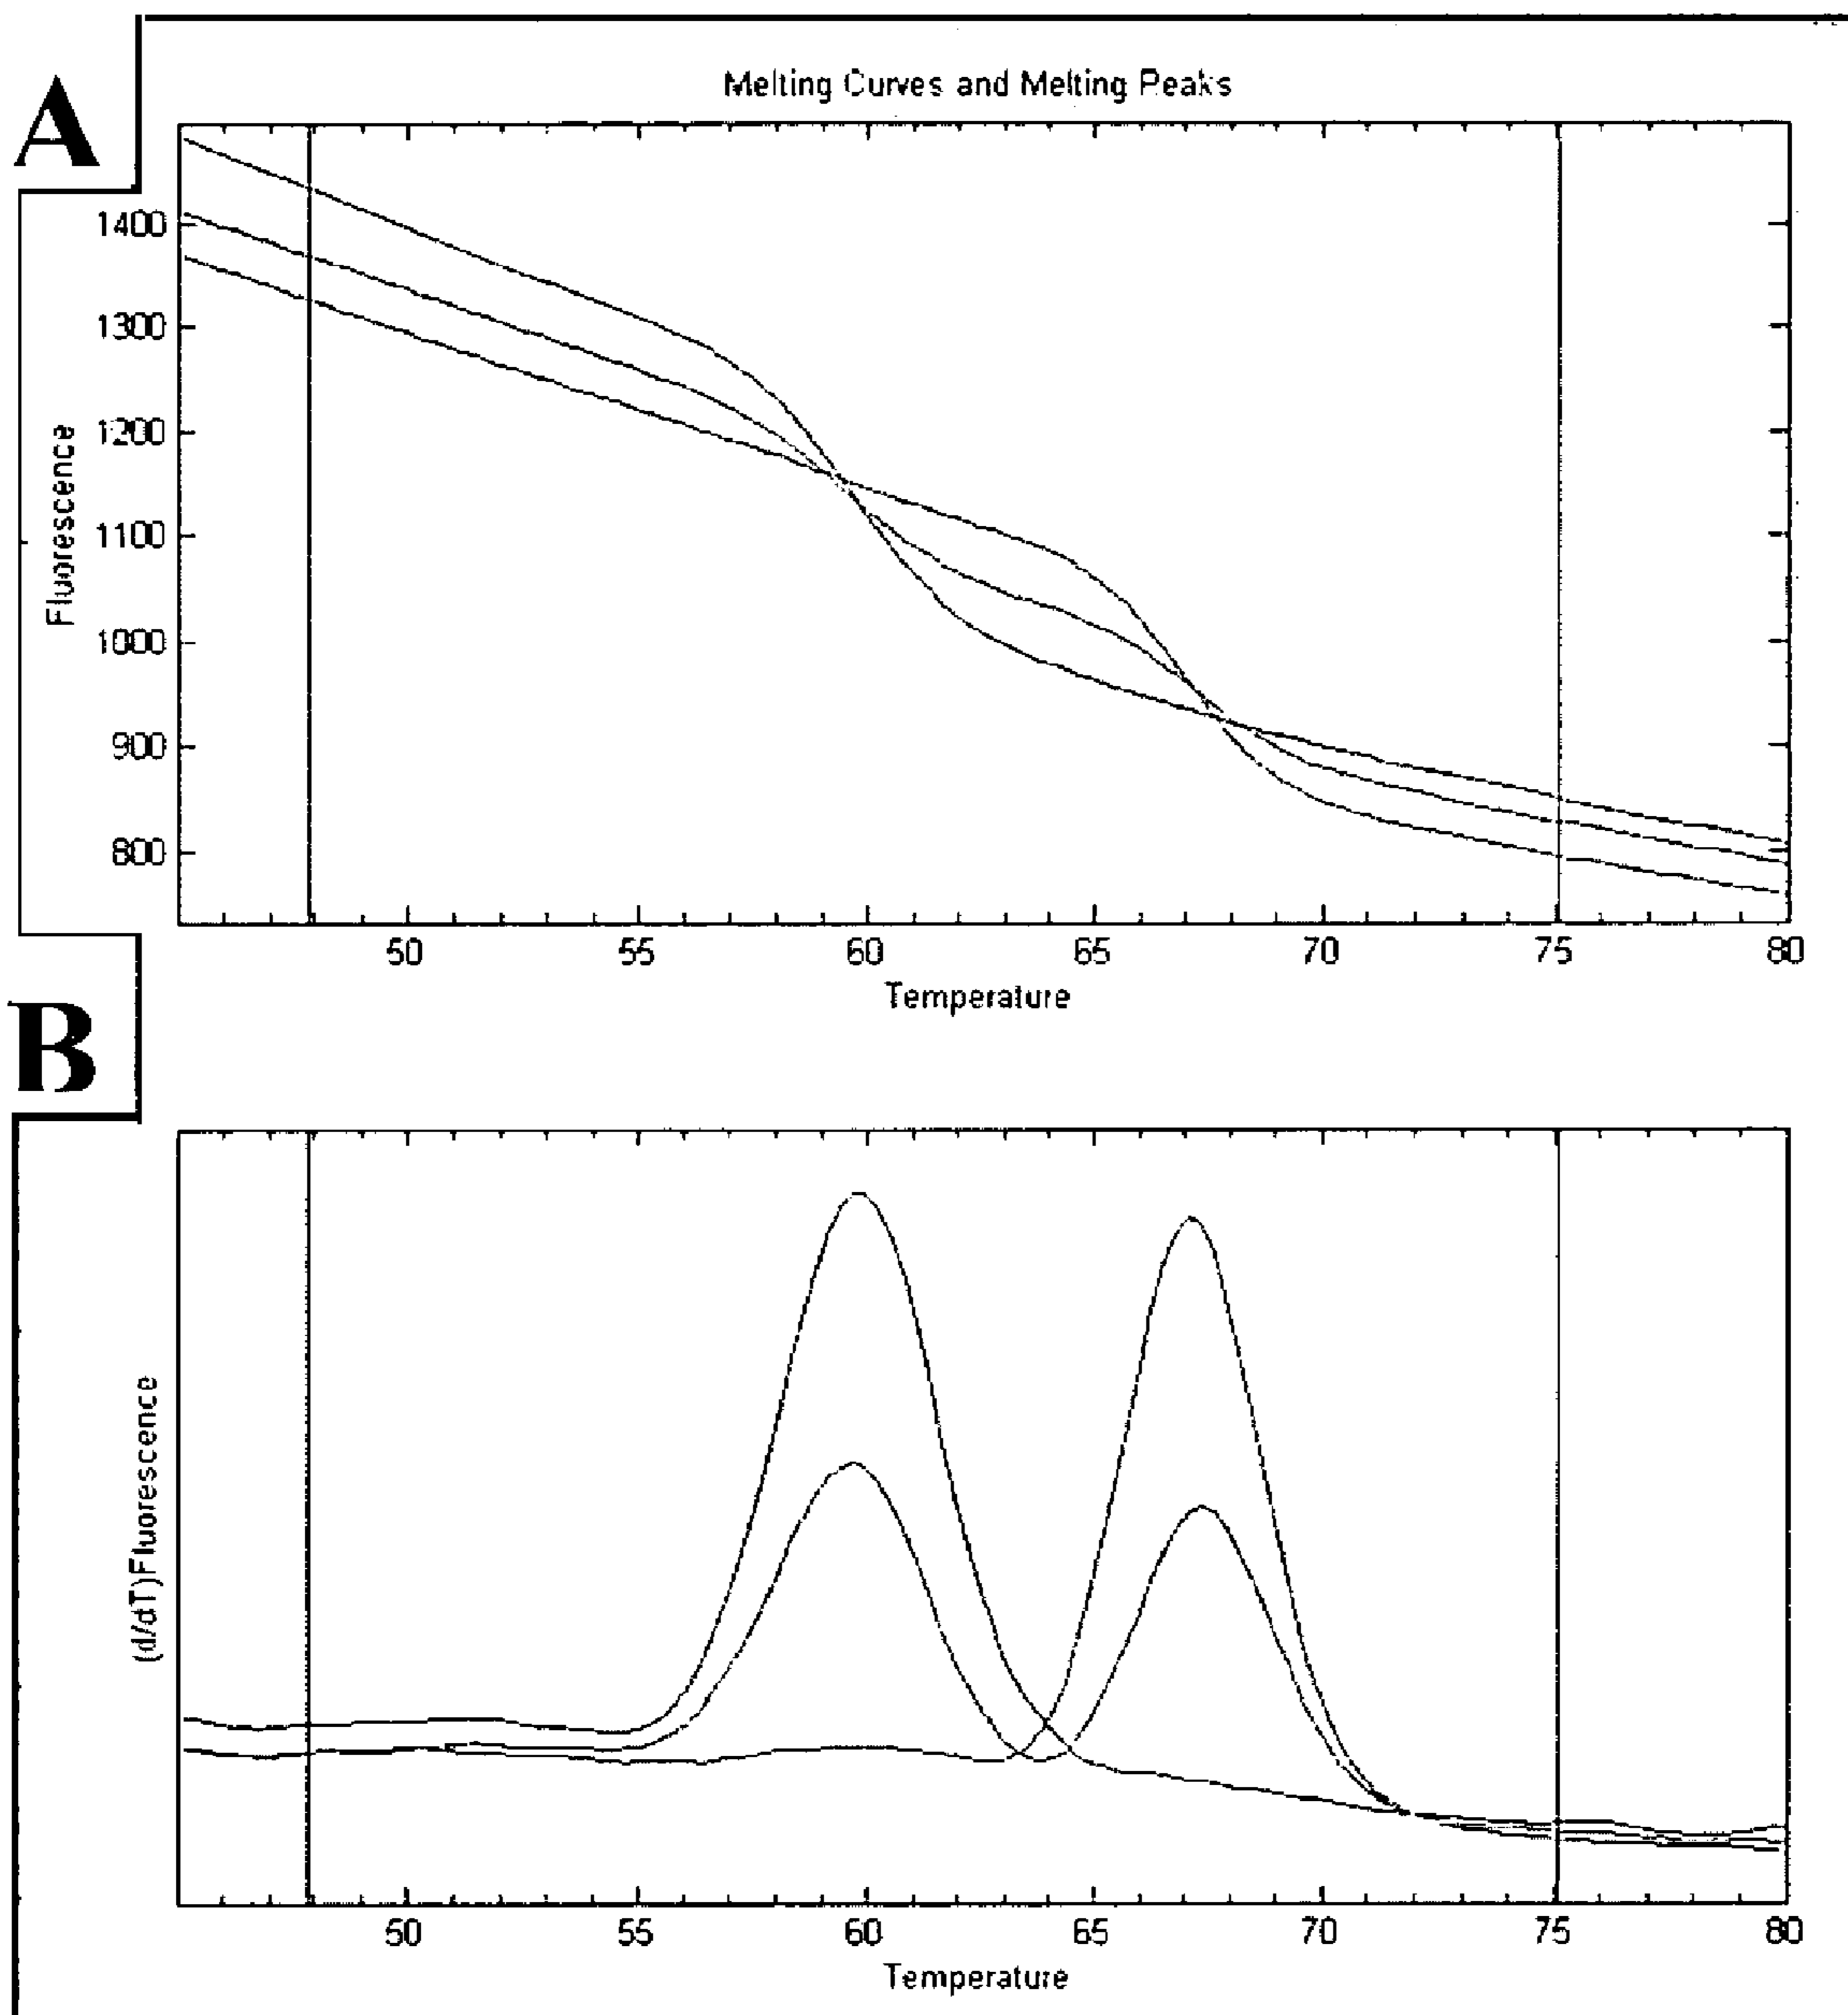 A
Melting Curves and Melting Peaks
1400
1300
1200
1100
1000
900
800
Fluorescence
50 55 60 65 70 75 80
Temperature
B
(d/dT)Fluorescence
50 55 60 65 70 75 80
Temperature